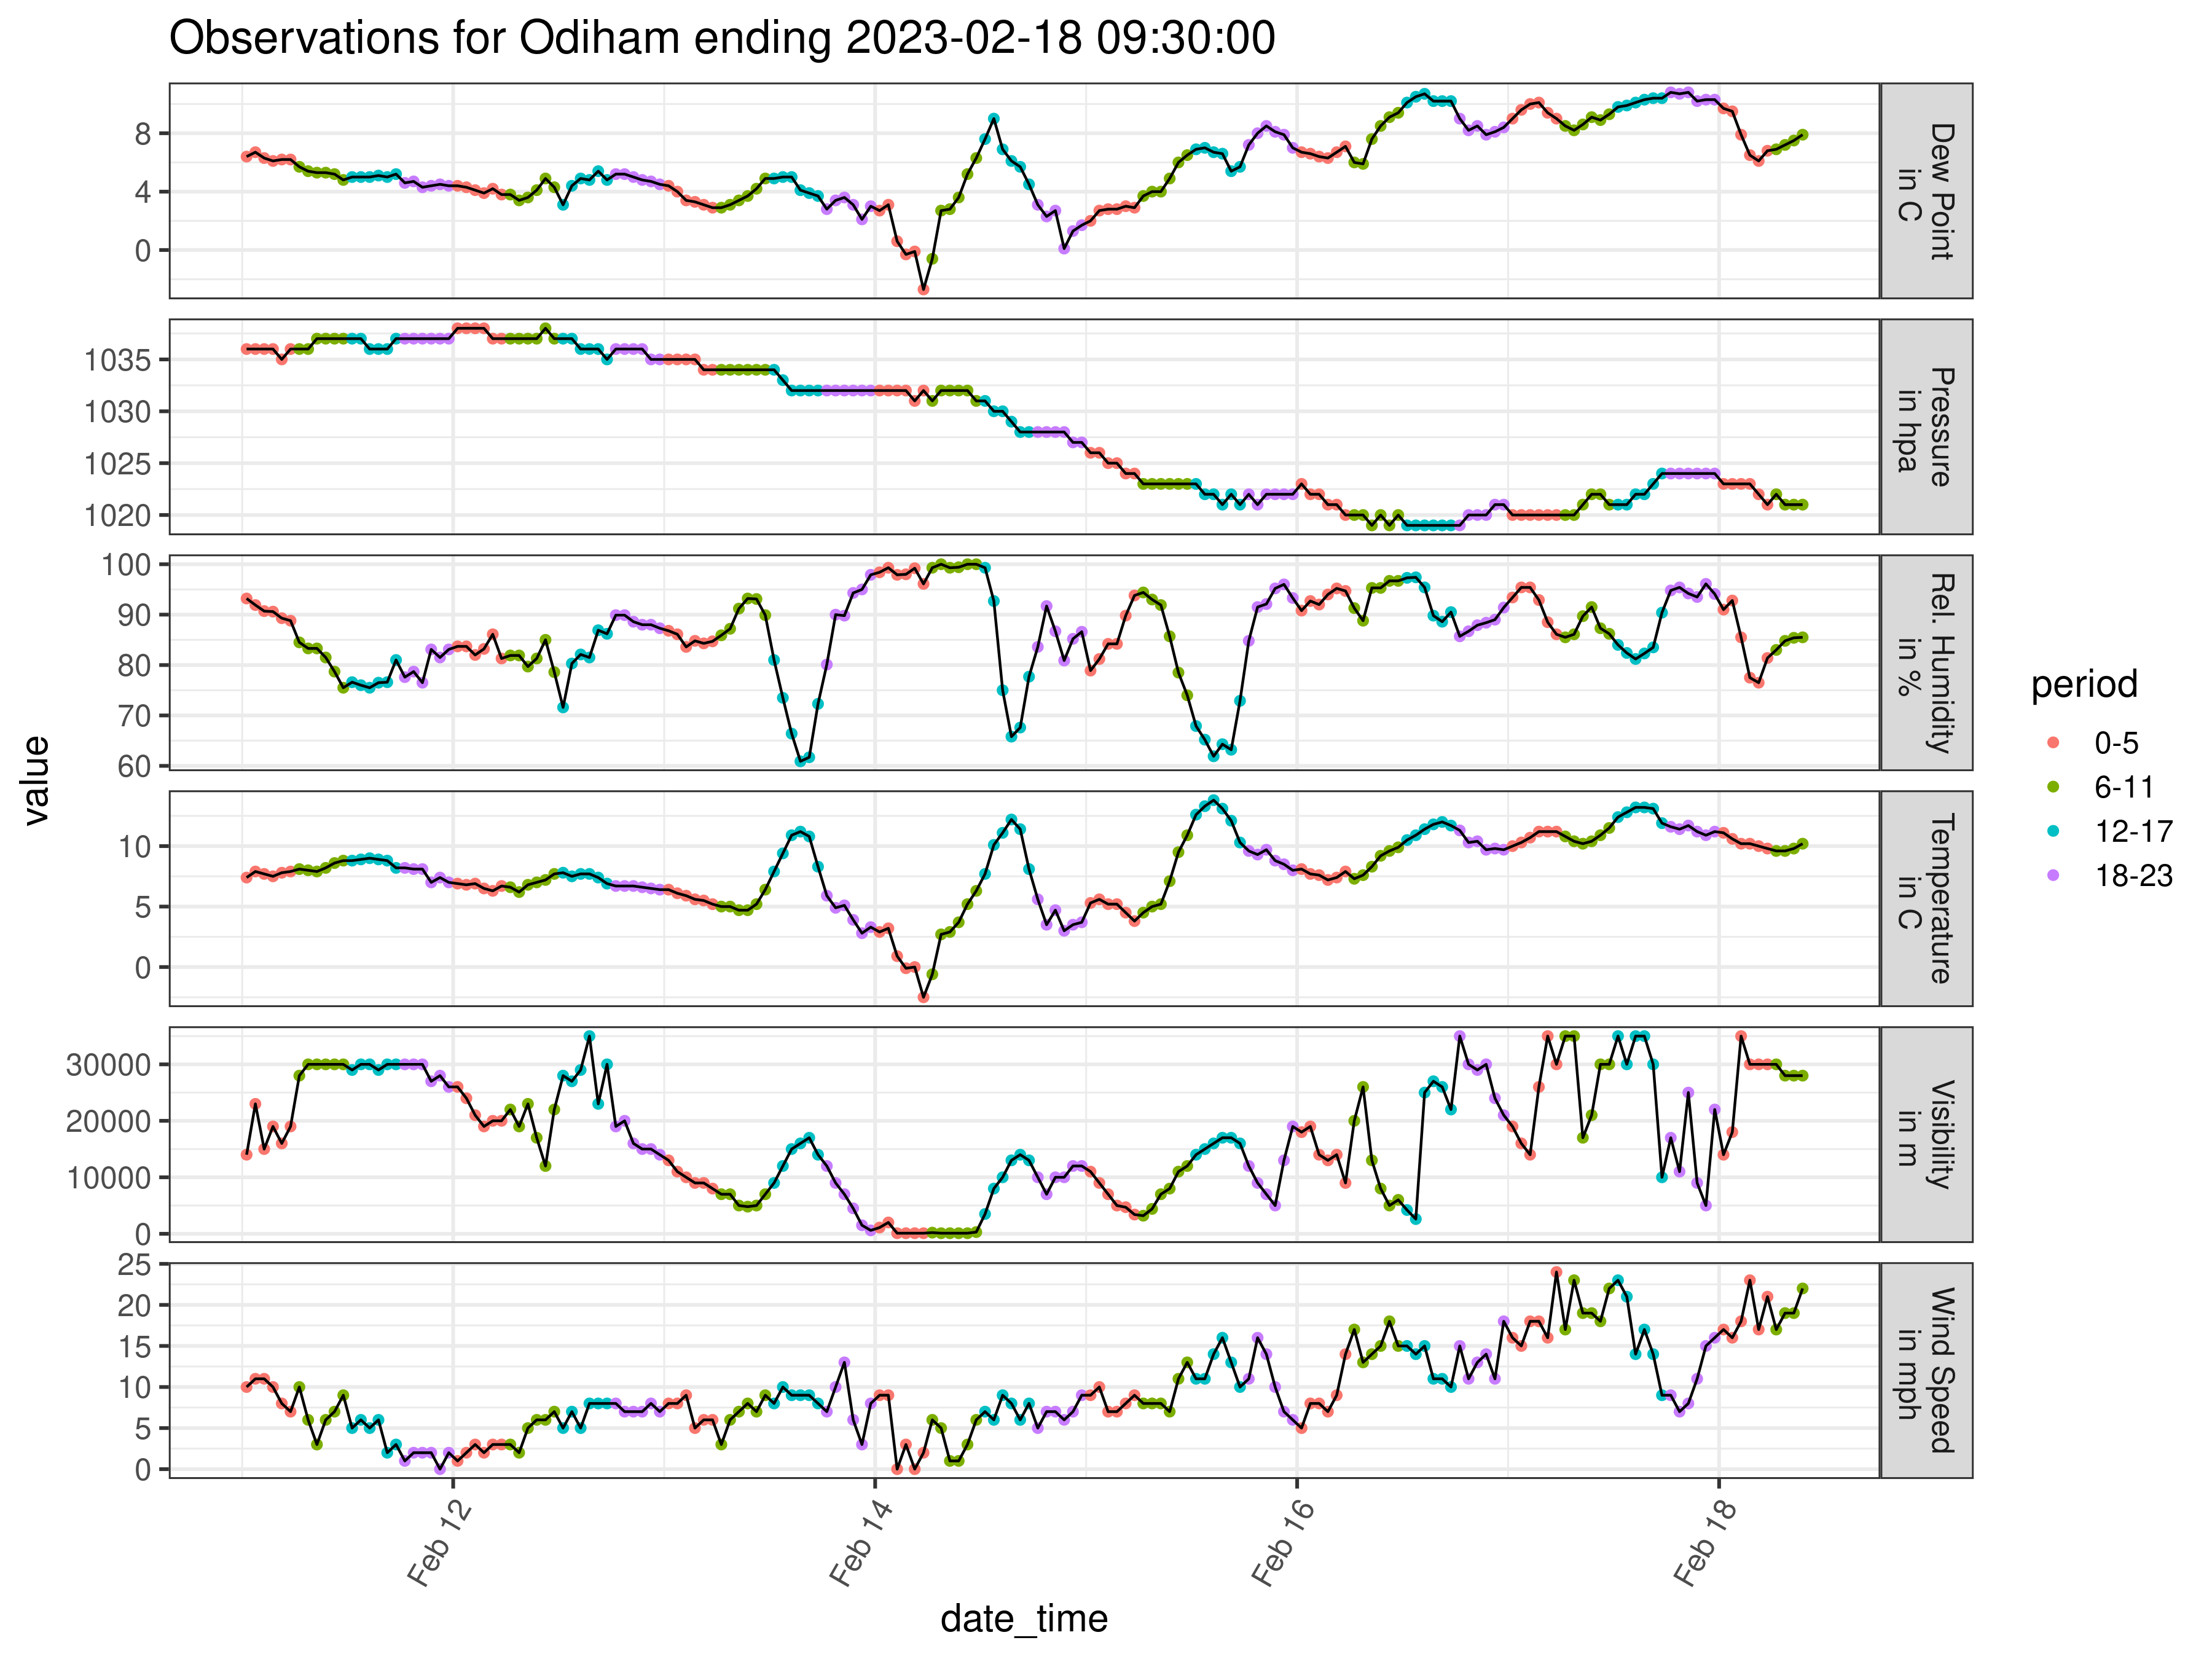 Observations for Odiham ending 2023-02-18 09:30:00
value
8
4
0
Dew Point
in C
1035
1030
1025
1020
Pressure
in hpa
100
90
80
70
60
Rel. Humidity
in %
10
5
0
Temperature
in C
30000
20000
10000
0
Visibility
in m
25
20
15
10
5
0
Wind Speed
in mph
Feb 12
Feb 14
Feb 16
Feb 18
date_time
period
0-5
6-11
12-17
18-23